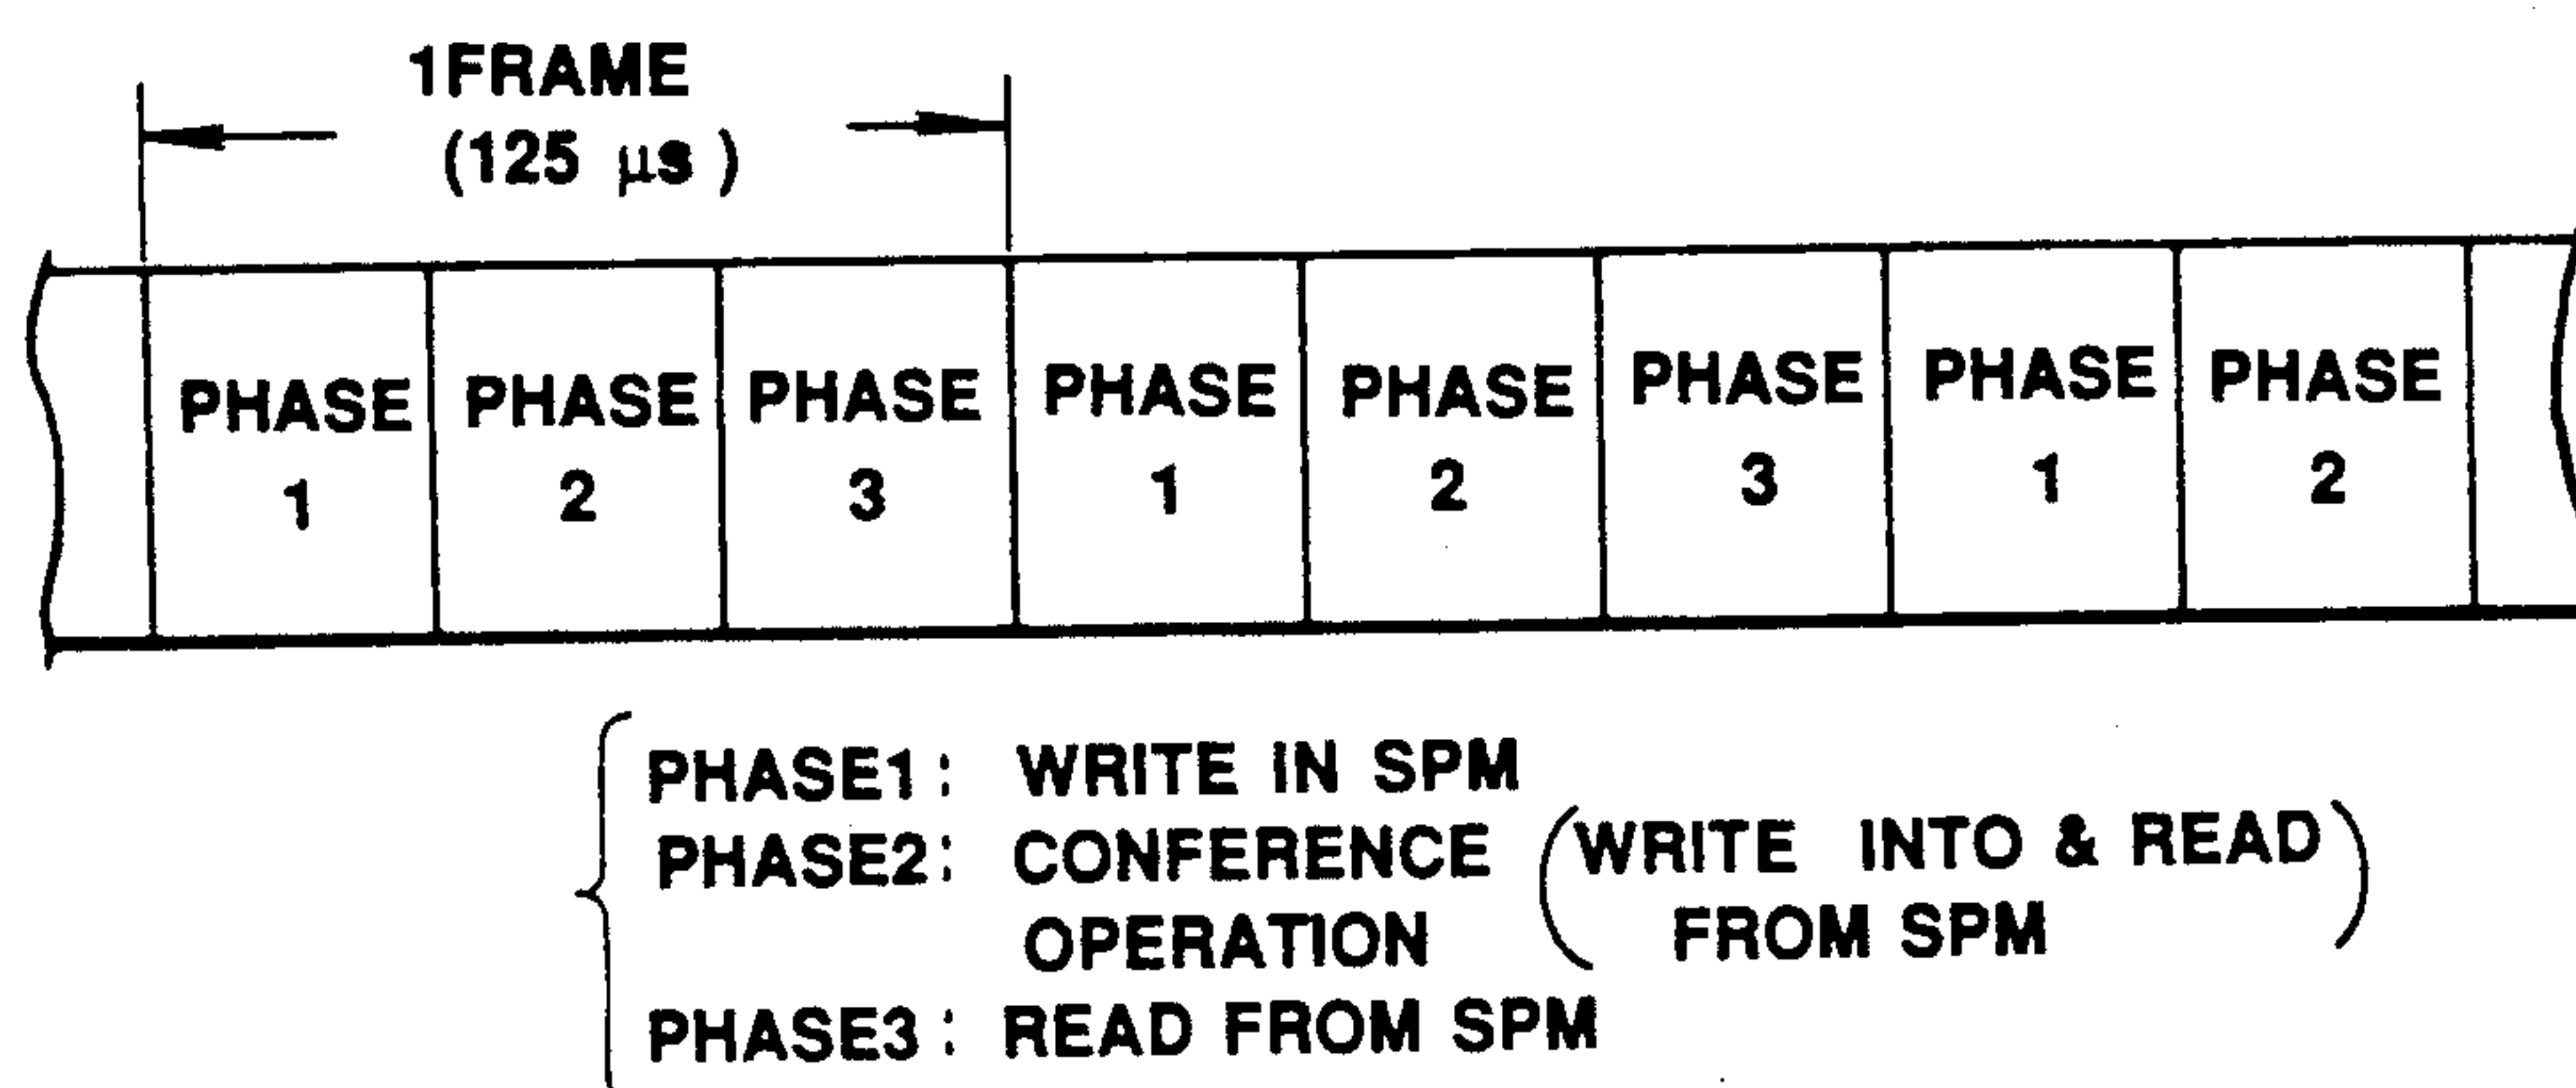 1FRAME
(125 μs )
PHASE PHASE PHASE PHASE PHASE PHASE PHASE PHASE
1 2 3 1 2 3 1 2
PHASE1: WRITE IN SPM
PHASE2: CONFERENCE (WRITE INTO & READ
OPERATION FROM SPM)
PHASE3: READ FROM SPM